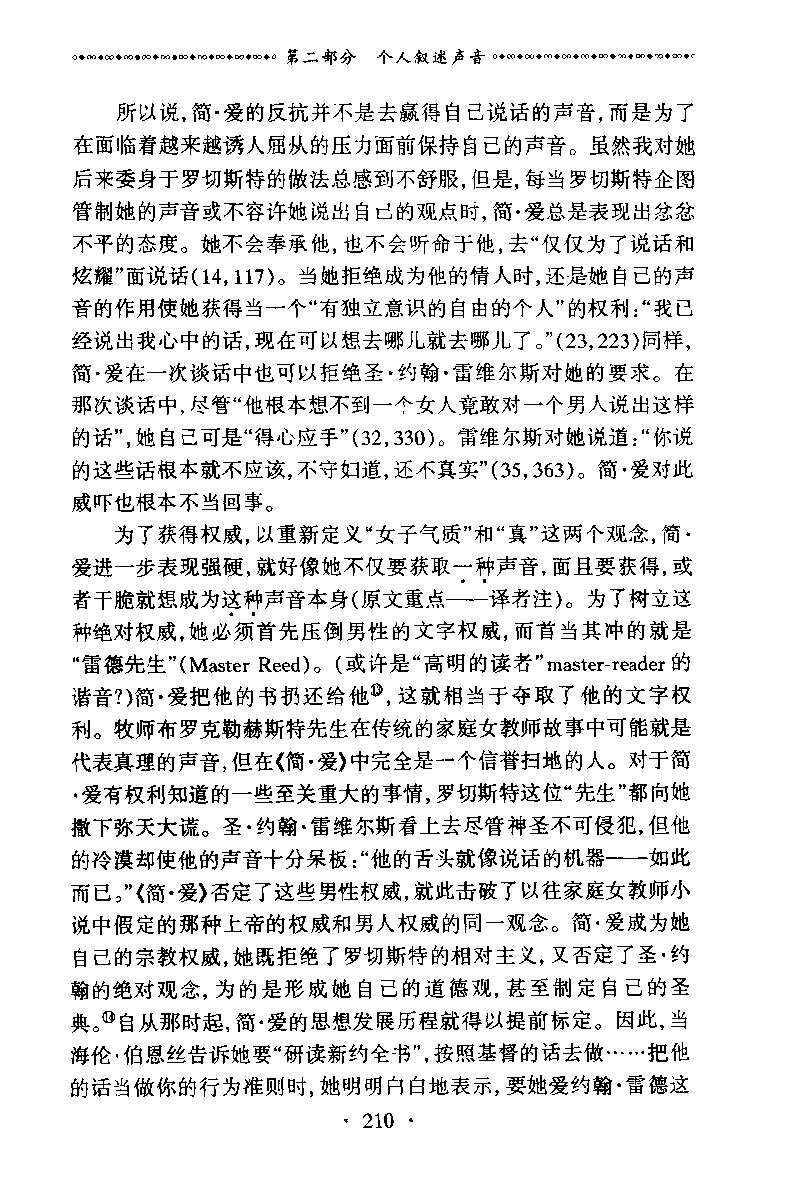 第二部分 个人叙述声音
所以说,简·爱的反抗并不是去赢得自己说话的声音,而是为了
在面临着越来越诱人屈从的压力面前保持自己的声音。虽然我对她
后来委身于罗切斯特的做法总感到不舒服,但是,每当罗切斯特企图
管制她的声音或不容许她说出自己的观点时,简·爱总是表现出忿忿
不平的态度。她不会奉承他,也不会听命于他,去“仅仅为了说话和
炫耀”而说话(14,117)。当她拒绝成为他的情人时,还是她自己的声
音的作用使她获得当一个“有独立意识的自由的个人”的权利:“我已
经说出我心中的话,现在可以想去哪儿就去哪儿了。”(23,223)同样,
简·爱在一次谈话中也可以拒绝圣·约翰·雷维尔斯对她的要求。在
那次谈话中,尽管“他根本想不到一个女人竟敢对一个男人说出这样
的话”,她自己可是“得心应手”(32,330)。雷维尔斯对她说道:“你说
的这些话根本就不应该,不守妇道,还不真实”(35,363)。简·爱对此
威吓也根本不当回事。
为了获得权威,以重新定义“女子气质”和“真”这两个观念,简·
爱进一步表现强硬,就好像她不仅要获取一种声音,而且要获得,或
者干脆就想成为这种声音本身(原文重点——译者注)。为了树立这
种绝对权威,她必须首先压倒男性的文字权威,而首当其冲的就是
“雷德先生”(Master Reed)。(或许是“高明的读者”master-reader的
谐音?)简·爱把他的书扔还给他⑬,这就相当于夺取了他的文字权
利。牧师布罗克勒赫斯特先生在传统的家庭女教师故事中可能就是
代表真理的声音,但在《简·爱》中完全是一个信誉扫地的人。对于简
·爱有权利知道的一些至关重大的事情,罗切斯特这位“先生”都向她
撒下弥天大谎。圣·约翰·雷维尔斯看上去尽管神圣不可侵犯,但他
的冷漠却使他的声音十分呆板:“他的舌头就像说话的机器——如此
而已。”《简·爱》否定了这些男性权威,就此击破了以往家庭女教师小
说中假定的那种上帝的权威和男人权威的同一观念。简·爱成为她
自己的宗教权威,她既拒绝了罗切斯特的相对主义,又否定了圣·约
翰的绝对观念,为的是形成她自己的道德观,甚至制定自己的圣
典。⑭自从那时起,简·爱的思想发展历程就得以提前标定。因此,当
海伦·伯恩丝告诉她要“研读新约全书”,按照基督的话去做……把他
的话当做你的行为准则时,她明明白白地表示,要她爱约翰·雷德这
· 210 ·